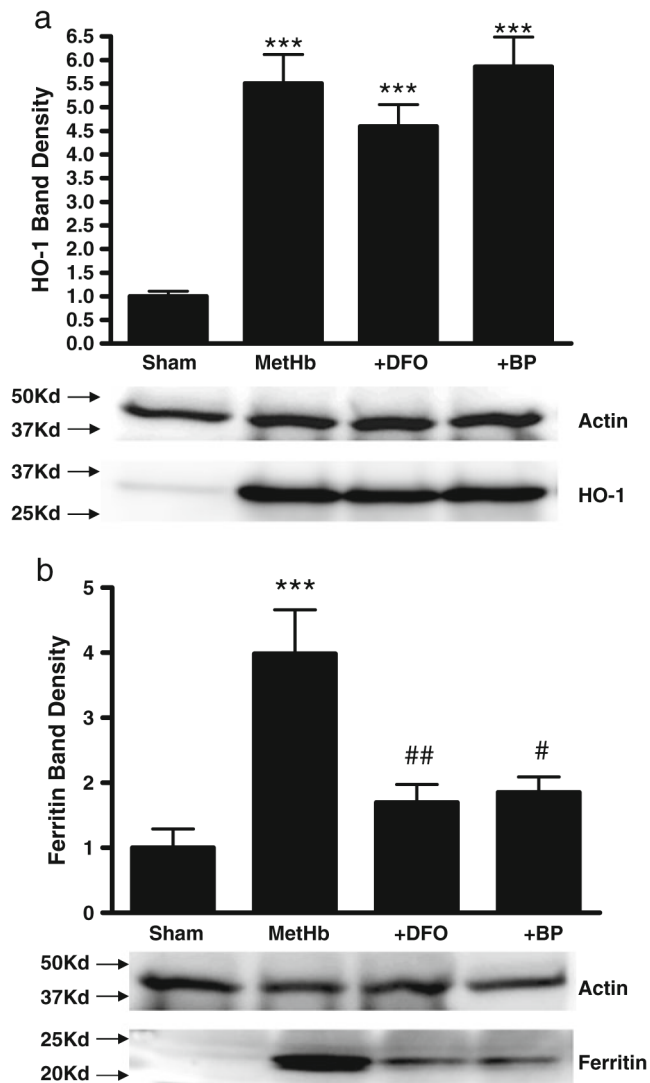 a
HO-1 Band Density
6.5
6.0
5.5
5.0
4.5
4.0
3.5
3.0
2.5
2.0
1.5
1.0
0.5
0.0
*** *** ***
Sham MetHb +DFO +BP
50Kd →
37Kd →
Actin
37Kd →
25Kd →
HO-1
b
Ferritin Band Density
5
4
3
2
1
0
*** ## #
Sham MetHb +DFO +BP
50Kd →
37Kd →
Actin
25Kd →
20Kd →
Ferritin